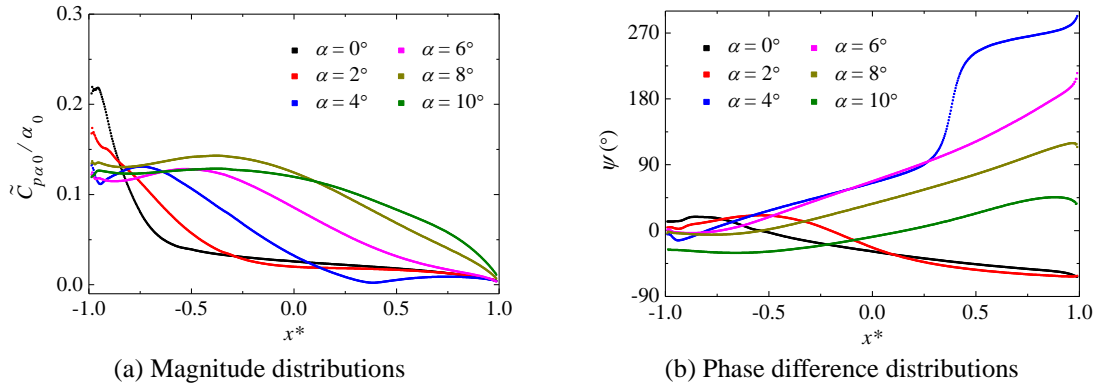 (a)
0.3
0.2
0.1
0.0
C̃pα0 / α0
α = 0°
α = 2°
α = 4°
α = 6°
α = 8°
α = 10°
-1.0 -0.5 0.0 0.5 1.0
x*
(a) Magnitude distributions
(b)
270
180
90
0
-90
ψ(°)
α = 0°
α = 2°
α = 4°
α = 6°
α = 8°
α = 10°
-1.0 -0.5 0.0 0.5 1.0
x*
(b) Phase difference distributions